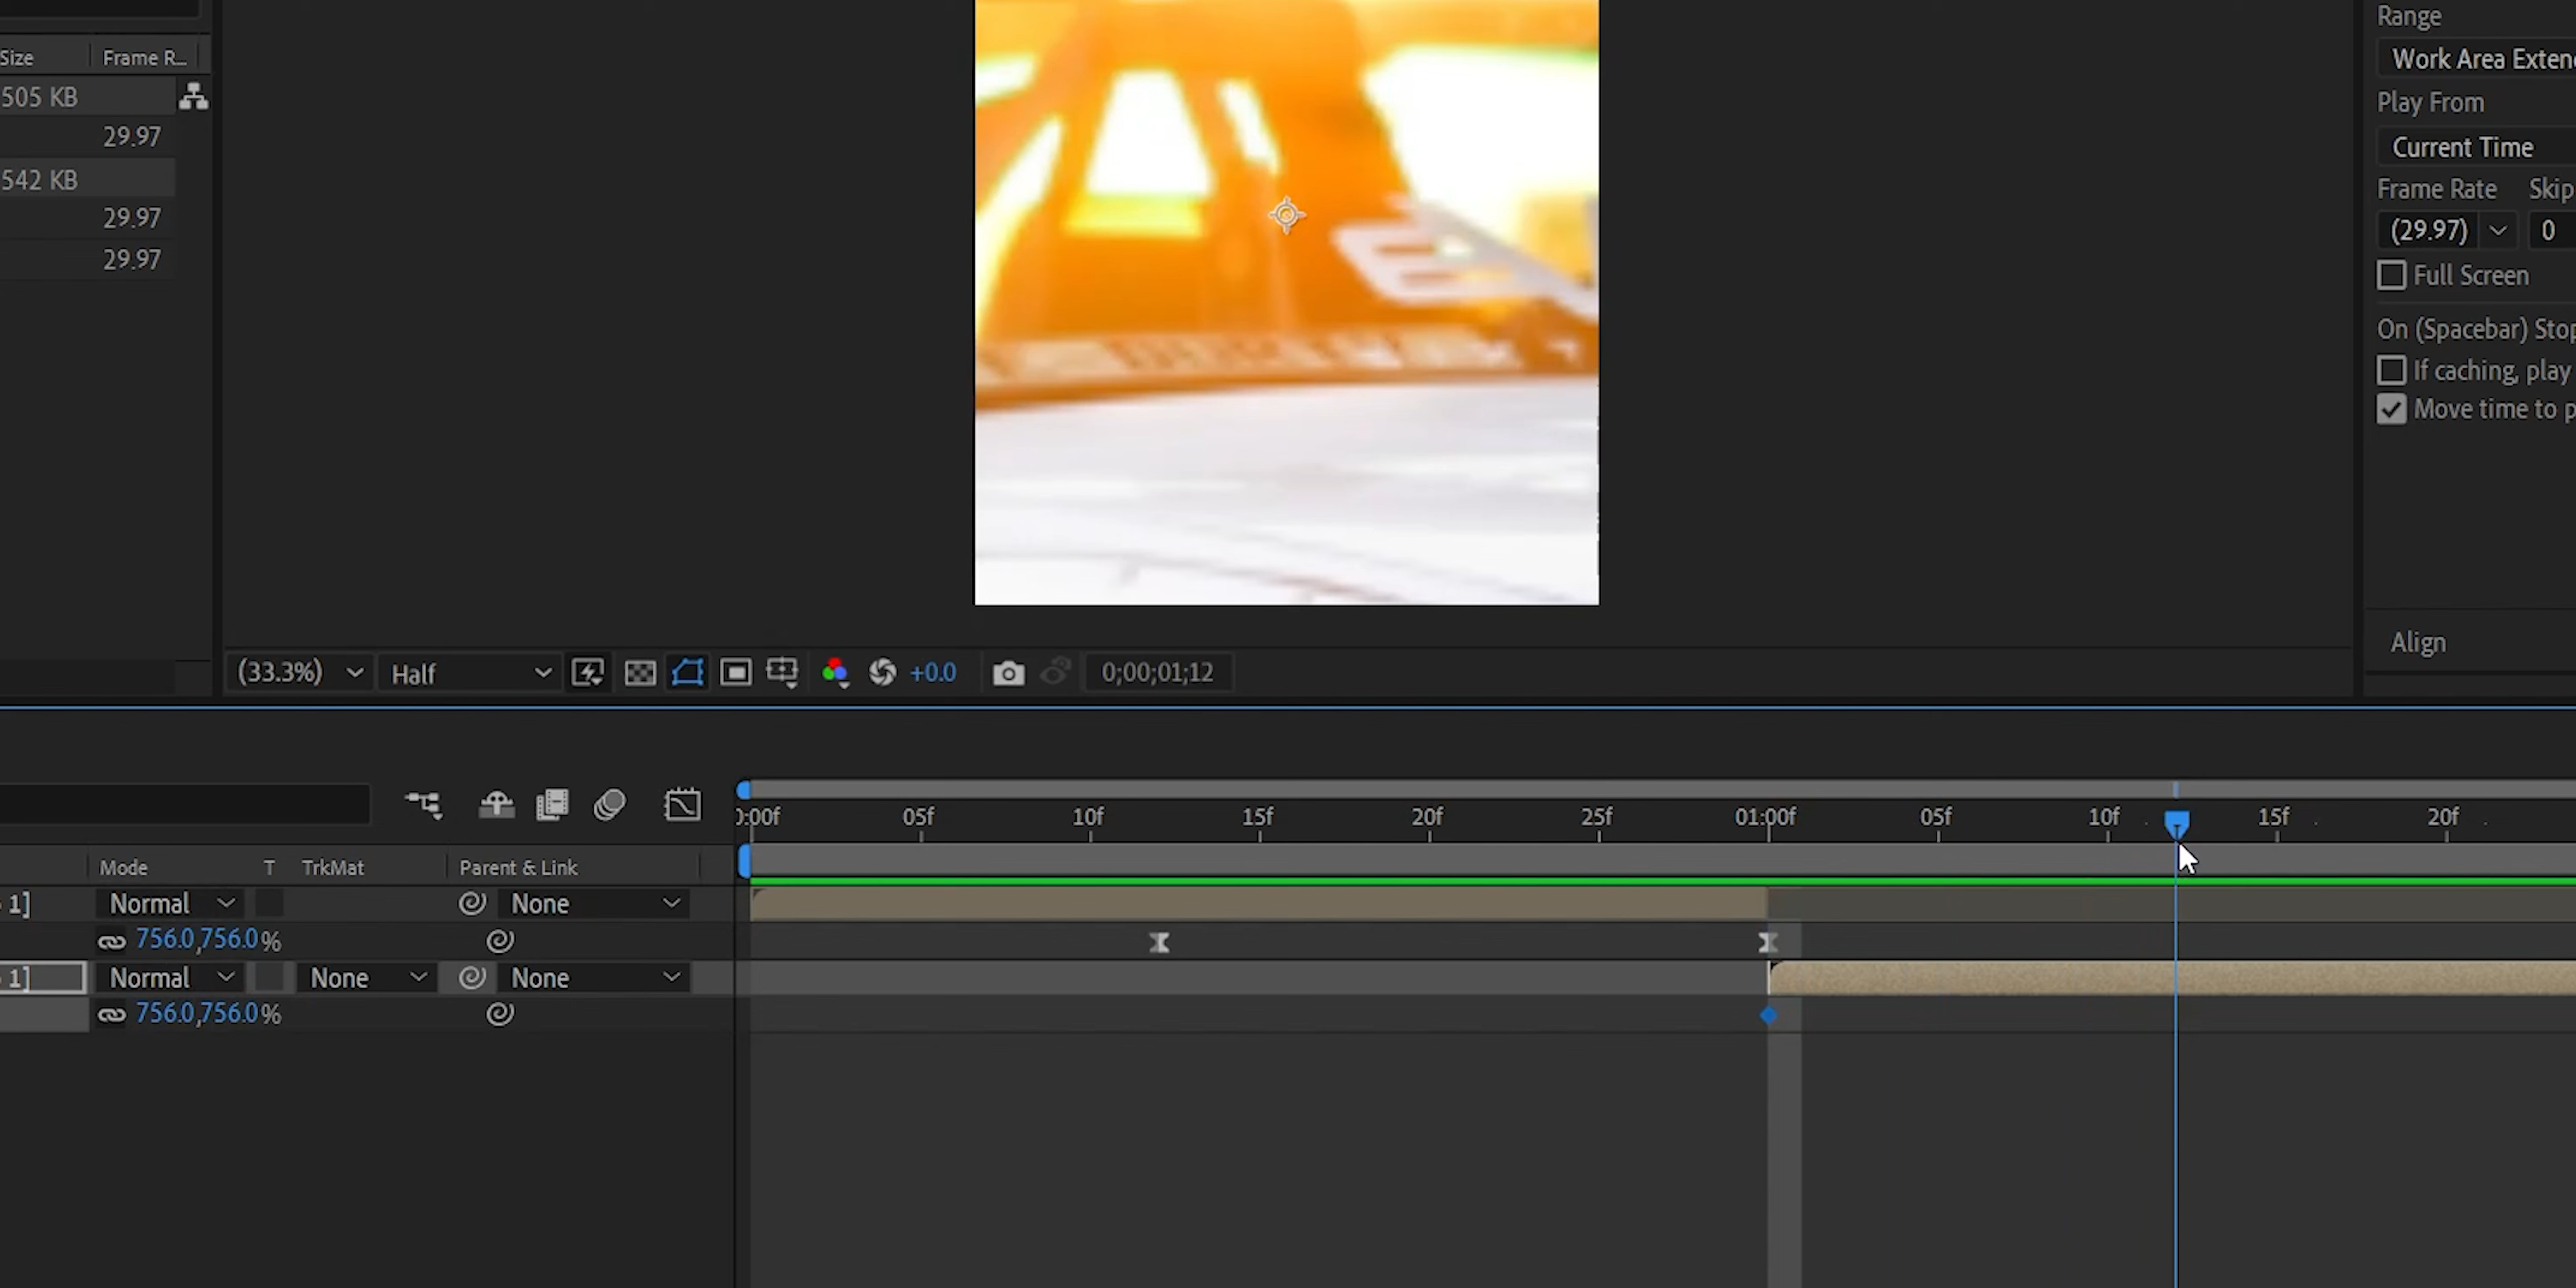 Size Frame R...
505 KB
29.97
542 KB
29.97
29.97
Range
Work Area Exten
Play From
Current Time
Frame Rate Skip
(29.97) 0
Full Screen
On (Spacebar) Stop
If caching, play
Move time to p
Align
(33.3%) Half +0.0 0;00;01;12
0:00f 05f 10f 15f 20f 25f 01:00f 05f 10f 15f 20f
Mode T TrkMat Parent & Link
1] Normal None
756.0,756.0%
1] Normal None None
756.0,756.0%